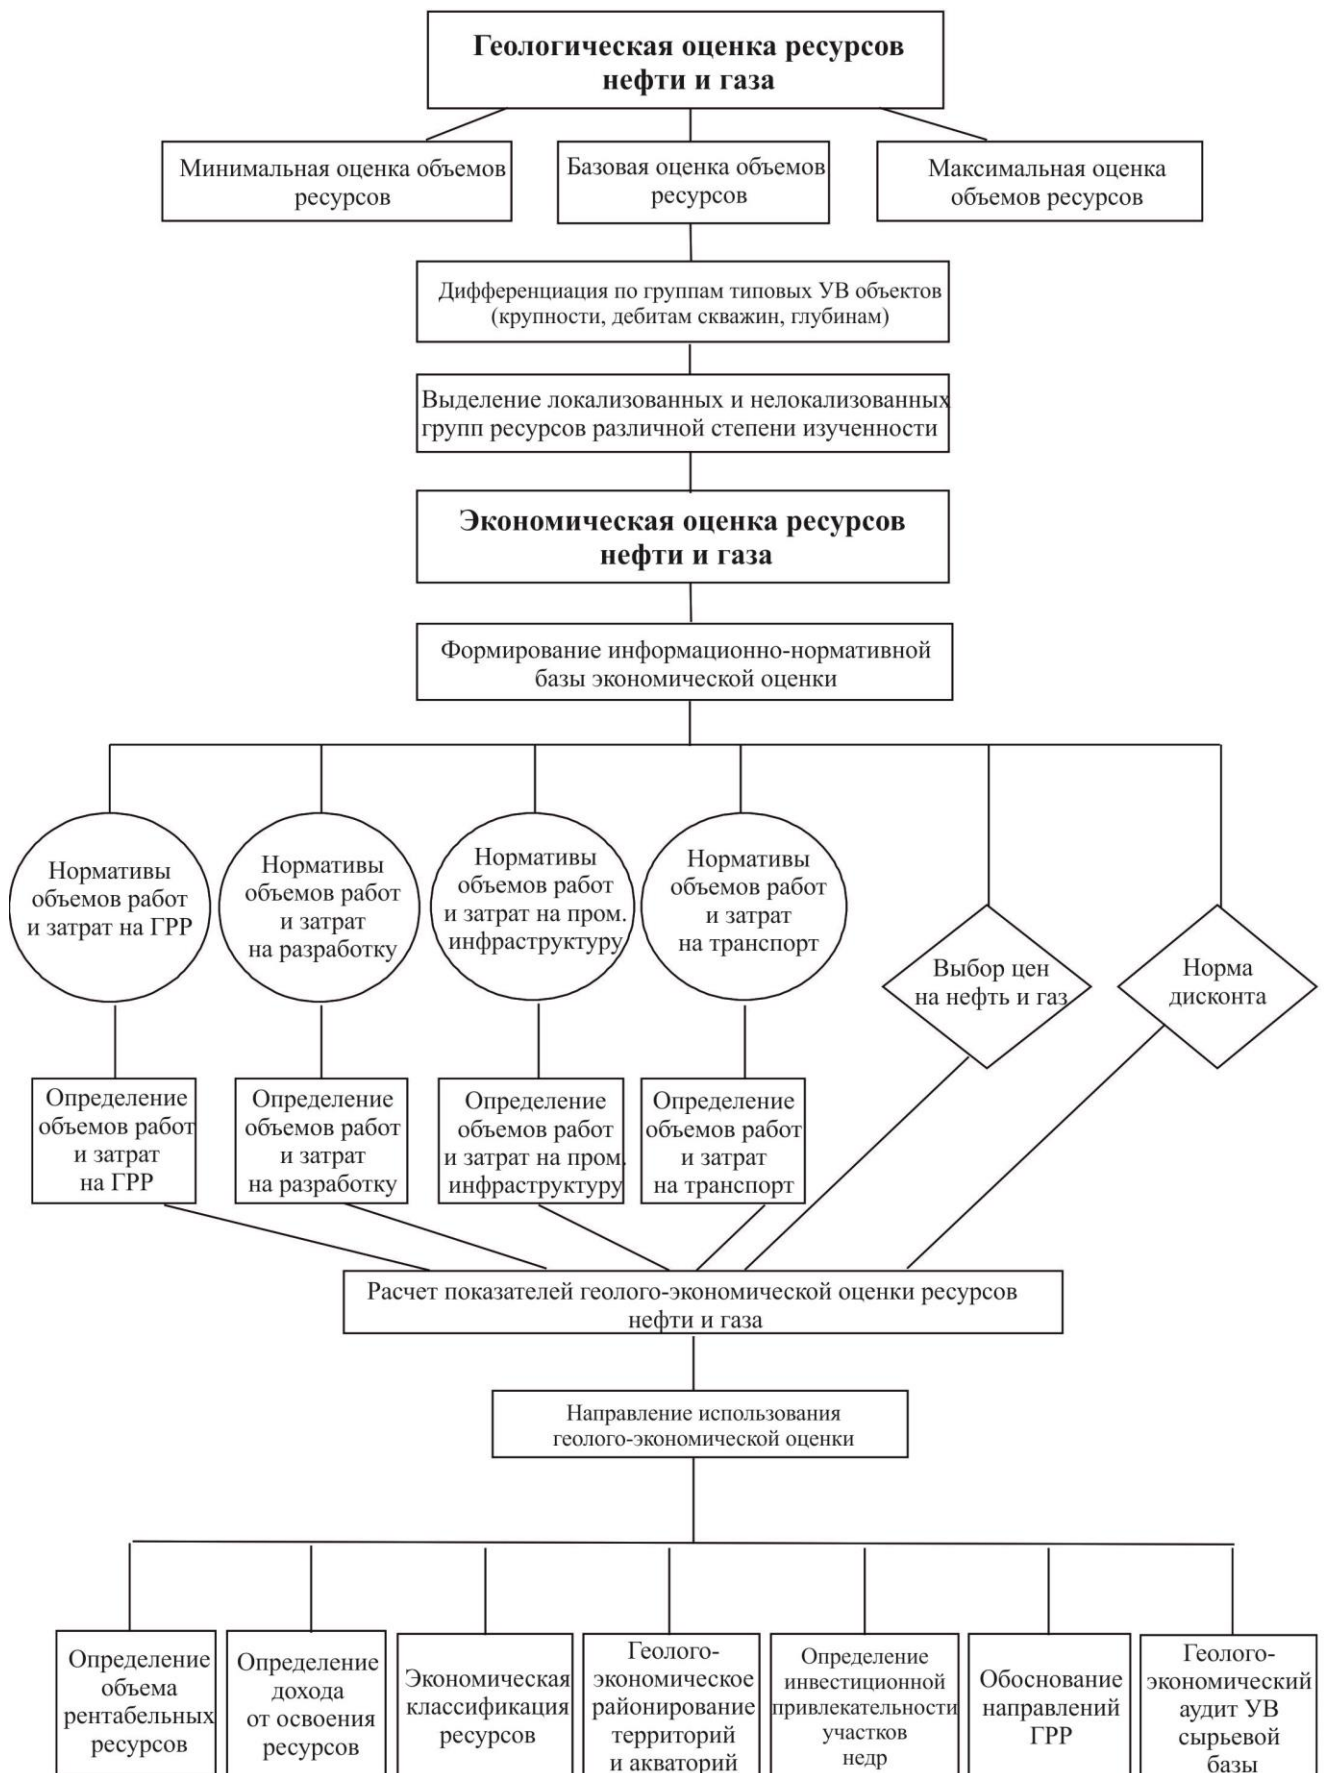 Геологическая оценка ресурсов
нефти и газа
Минимальная оценка объемов
ресурсов
Базовая оценка объемов
ресурсов
Максимальная оценка
объемов ресурсов
Дифференциация по группам типовых УВ объектов
(крупности, дебитам скважин, глубинам)
Выделение локализованных и нелокализованных
групп ресурсов различной степени изученности
Экономическая оценка ресурсов
нефти и газа
Формирование информационно-нормативной
базы экономической оценки
Нормативы
объемов работ
и затрат на ГРР
Нормативы
объемов работ
и затрат
на разработку
Нормативы
объемов работ
и затрат на пром.
инфраструктуру
Нормативы
объемов работ
и затрат
на транспорт
Выбор цен
на нефть и газ
Норма
дисконта
Определение
объемов работ
и затрат
на ГРР
Определение
объемов работ
и затрат
на разработку
Определение
объемов работ
и затрат на пром.
инфраструктуру
Определение
объемов работ
и затрат
на транспорт
Расчет показателей геолого-экономической оценки ресурсов
нефти и газа
Направление использования
геолого-экономической оценки
Определение
объема
рентабельных
ресурсов
Определение
дохода
от освоения
ресурсов
Экономическая
классификация
ресурсов
Геолого-
экономическое
районирование
территорий
и акваторий
Определение
инвестиционной
привлекательности
участков
недр
Обоснование
направлений
ГРР
Геолого-
экономический
аудит УВ
сырьевой
базы